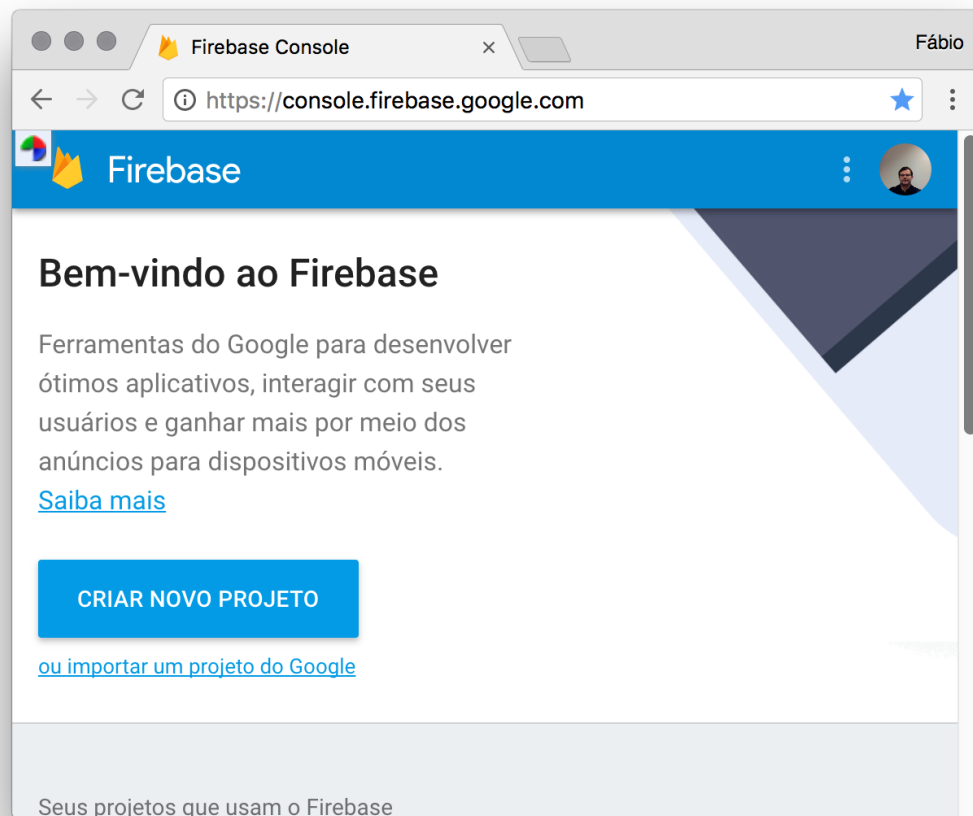 Firebase Console
Fábio
https://console.firebase.google.com
Firebase
Bem-vindo ao Firebase
Ferramentas do Google para desenvolver
ótimos aplicativos, interagir com seus
usuários e ganhar mais por meio dos
anúncios para dispositivos móveis.
Saiba mais
CRIAR NOVO PROJETO
ou importar um projeto do Google
Seus projetos que usam o Firebase